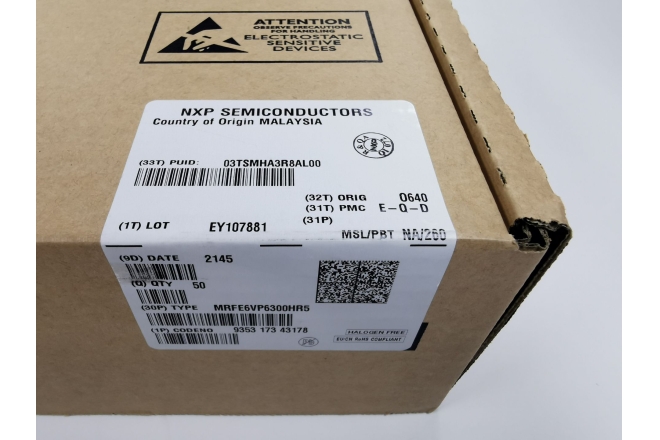 ATTENTION
OBSERVE PRECAUTIONS
FOR HANDLING
ELECTROSTATIC
SENSITIVE
DEVICES
NXP SEMICONDUCTORS
Country of Origin MALAYSIA
(33T) PUID: 03TSMHA3R8AL00
(32T) ORIG 0640
(31T) PMC E-Q-D
(31P)
(1T) LOT EY107881
MSL/PBT NA/260
(9D) DATE 2145
(Q) QTY 50
(30P) TYPE MRFE6VP6300HR5
(1P) CODENO 9353 173 43178
HALOGEN FREE
EU/CN RoHS COMPLIANT